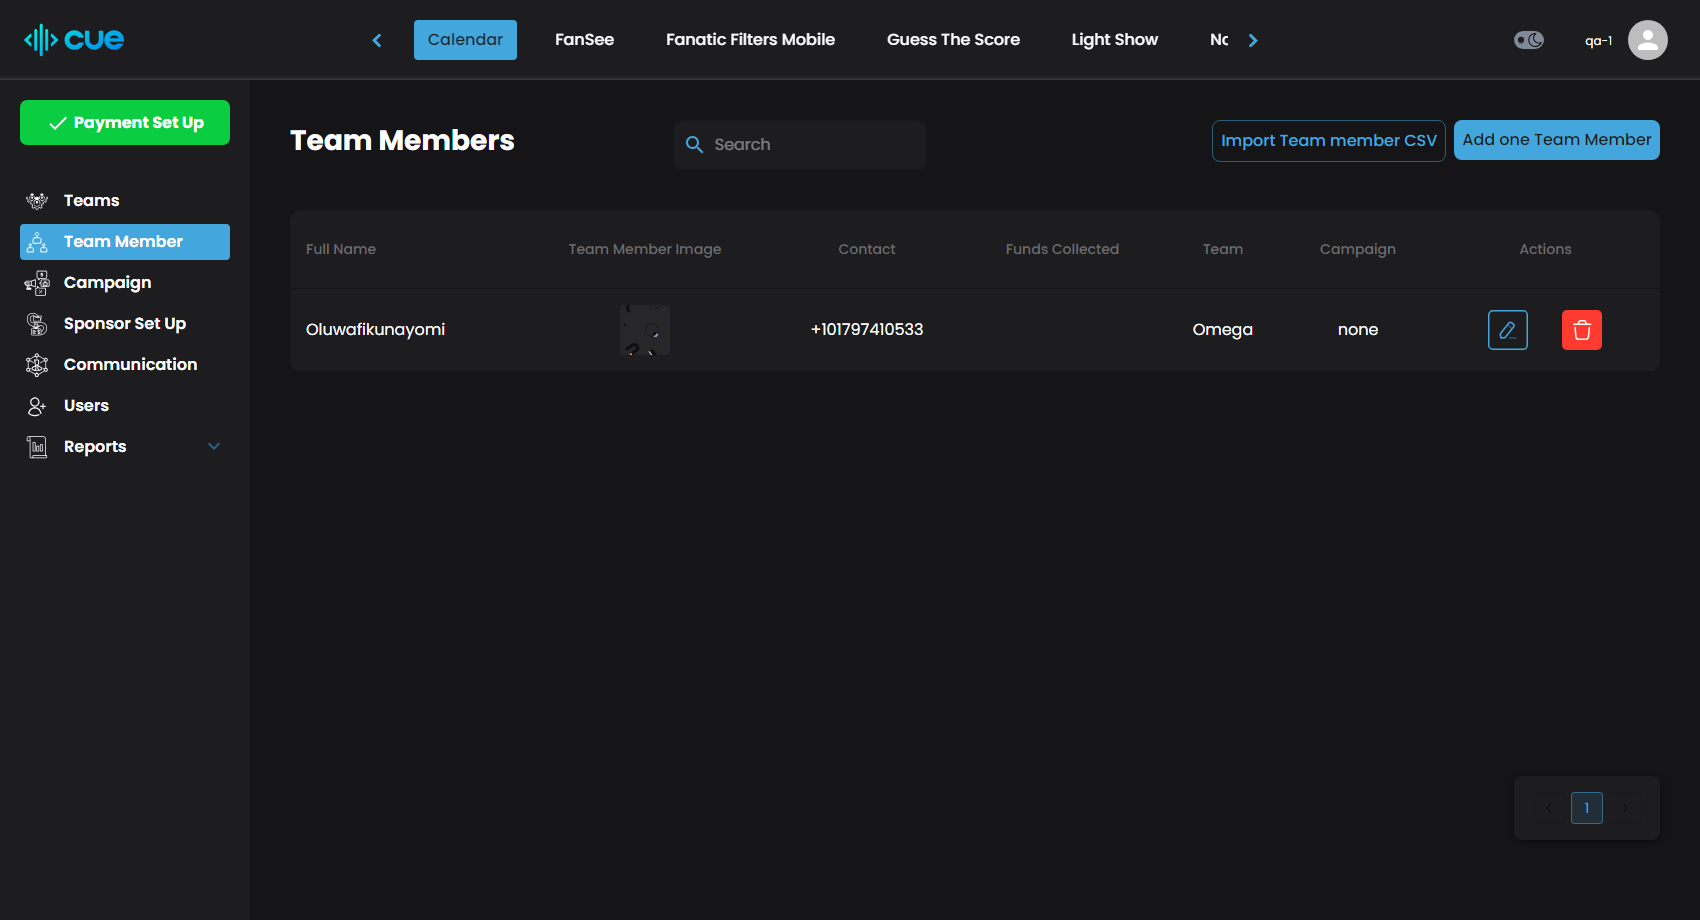 cue
Calendar FanSee Fanatic Filters Mobile Guess The Score Light Show
qa-1
Payment Set Up
Teams
Team Member
Campaign
Sponsor Set Up
Communication
Users
Reports
Team Members
Search
Import Team member CSV
Add one Team Member
Full Name Team Member Image Contact Funds Collected Team Campaign Actions
Oluwafikunayomi +101797410533 Omega none
1